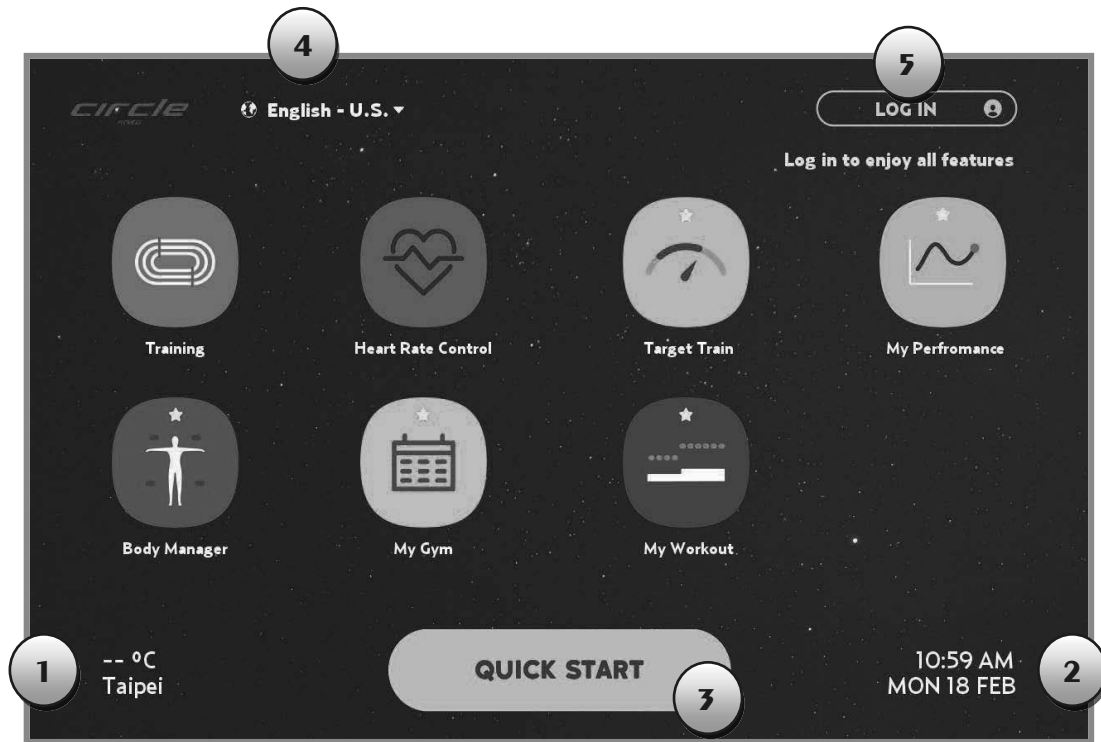 4
5
circle
English - U.S.
LOG IN
Log in to enjoy all features
Training
Heart Rate Control
Target Train
My Perfromance
Body Manager
My Gym
My Workout
1
-- °C
Taipei
QUICK START
3
10:59 AM
MON 18 FEB
2